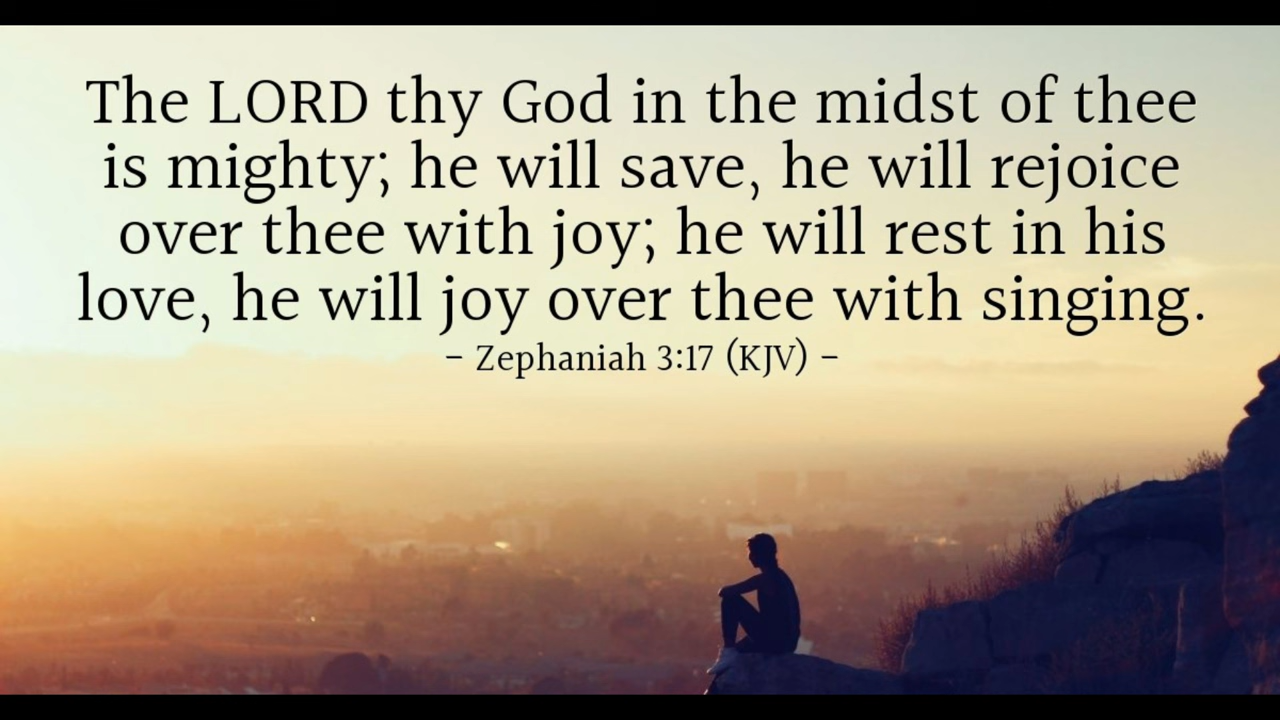 The LORD thy God in the midst of thee
is mighty; he will save, he will rejoice
over thee with joy; he will rest in his
love, he will joy over thee with singing.
– Zephaniah 3:17 (KJV) –